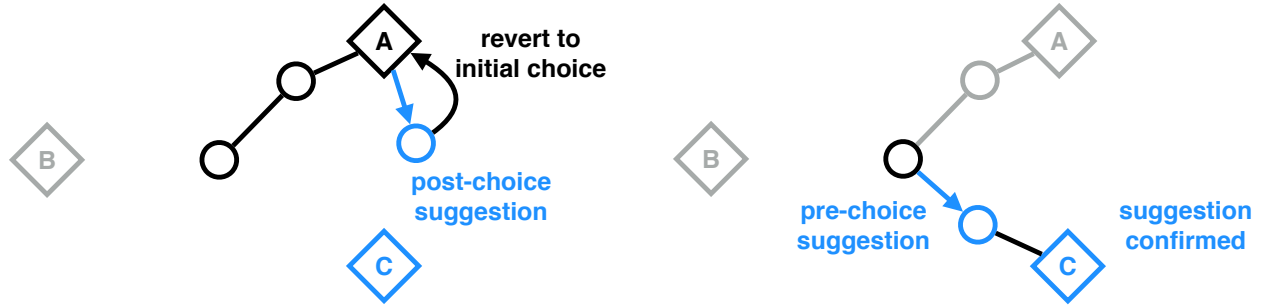 A
revert to
initial choice
B
post-choice
suggestion
C
A
B
pre-choice
suggestion
suggestion
confirmed
C